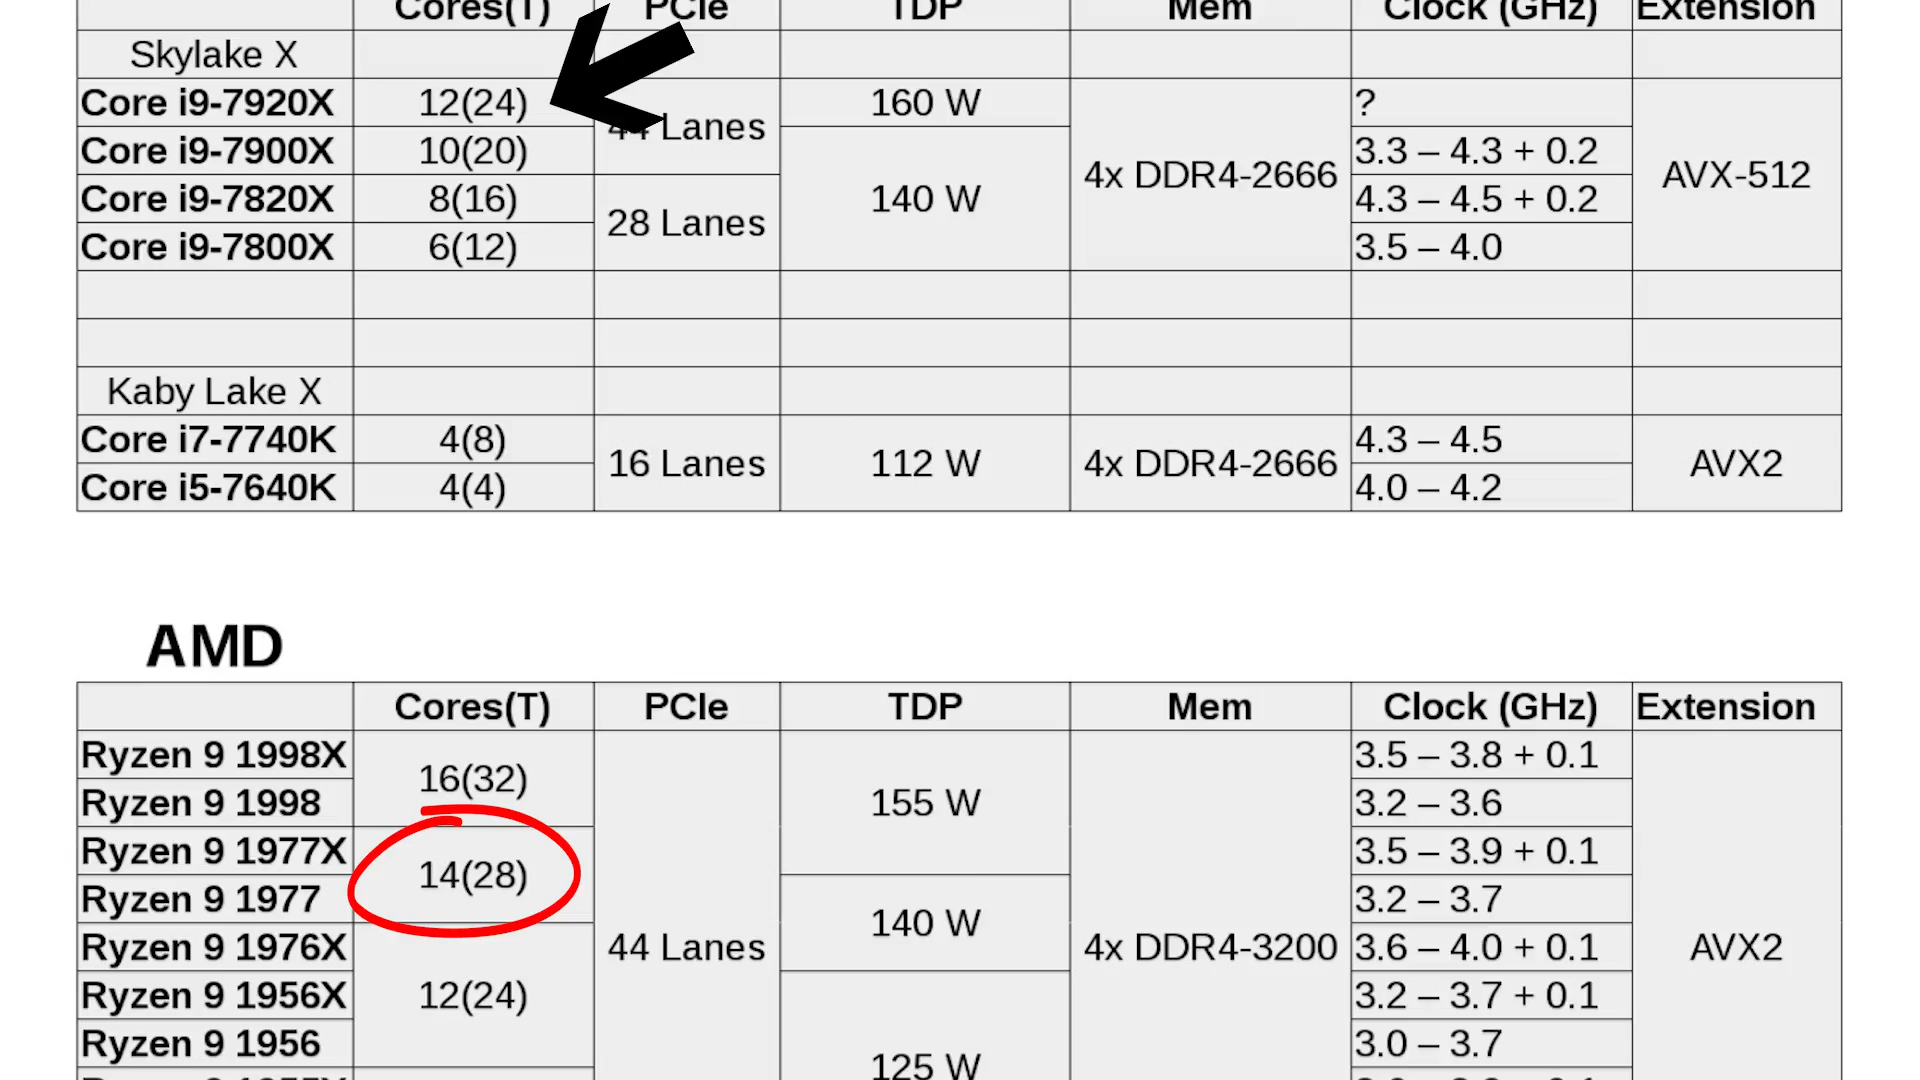 Cores(T) PCIe TDP Mem Clock (GHz) Extension
Skylake X
Core i9-7920X 12(24) 44 Lanes 160 W 4x DDR4-2666 ? AVX-512
Core i9-7900X 10(20) 140 W 3.3 – 4.3 + 0.2
Core i9-7820X 8(16) 28 Lanes 4.3 – 4.5 + 0.2
Core i9-7800X 6(12) 3.5 – 4.0
Kaby Lake X
Core i7-7740K 4(8) 16 Lanes 112 W 4x DDR4-2666 4.3 – 4.5 AVX2
Core i5-7640K 4(4) 4.0 – 4.2
AMD
Cores(T) PCIe TDP Mem Clock (GHz) Extension
Ryzen 9 1998X 16(32) 44 Lanes 155 W 4x DDR4-3200 3.5 – 3.8 + 0.1 AVX2
Ryzen 9 1998 3.2 – 3.6
Ryzen 9 1977X 14(28) 3.5 – 3.9 + 0.1
Ryzen 9 1977 140 W 3.2 – 3.7
Ryzen 9 1976X 12(24) 3.6 – 4.0 + 0.1
Ryzen 9 1956X 125 W 3.2 – 3.7 + 0.1
Ryzen 9 1956 3.0 – 3.7